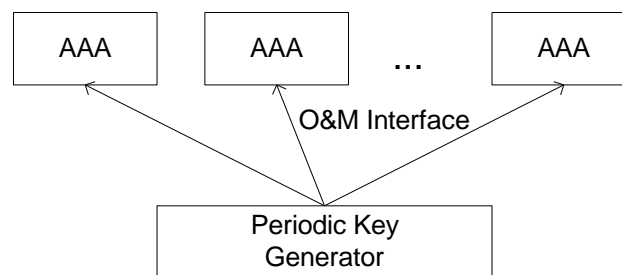 AAA AAA ... AAA
O&M Interface
Periodic Key
Generator